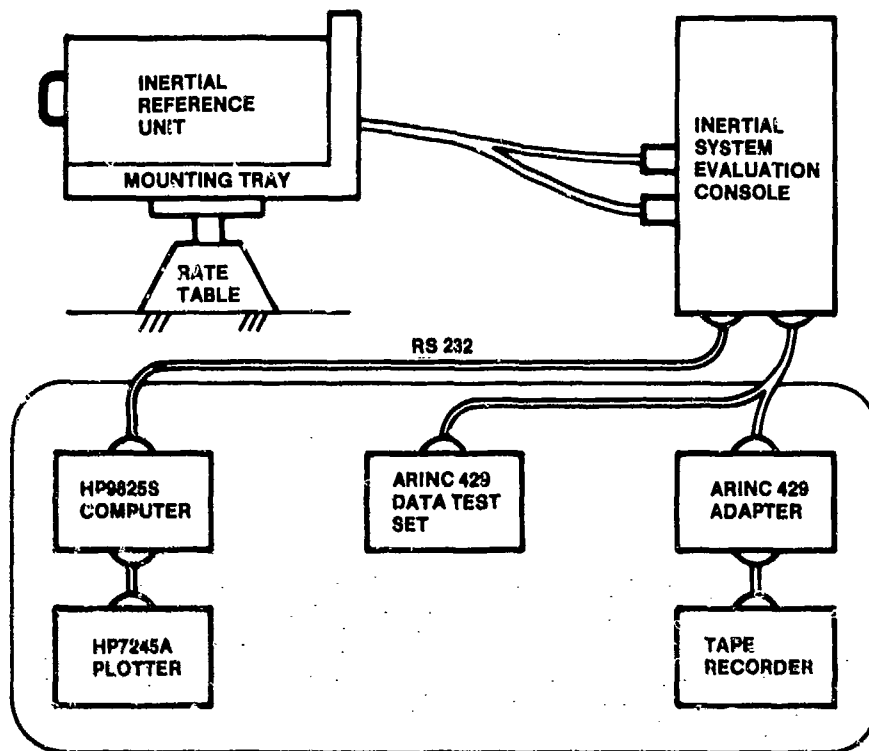 INERTIAL
REFERENCE
UNIT
MOUNTING TRAY
RATE
TABLE
INERTIAL
SYSTEM
EVALUATION
CONSOLE
RS 232
HP9825S
COMPUTER
ARINC 429
DATA TEST
SET
ARINC 429
ADAPTER
HP7245A
PLOTTER
TAPE
RECORDER